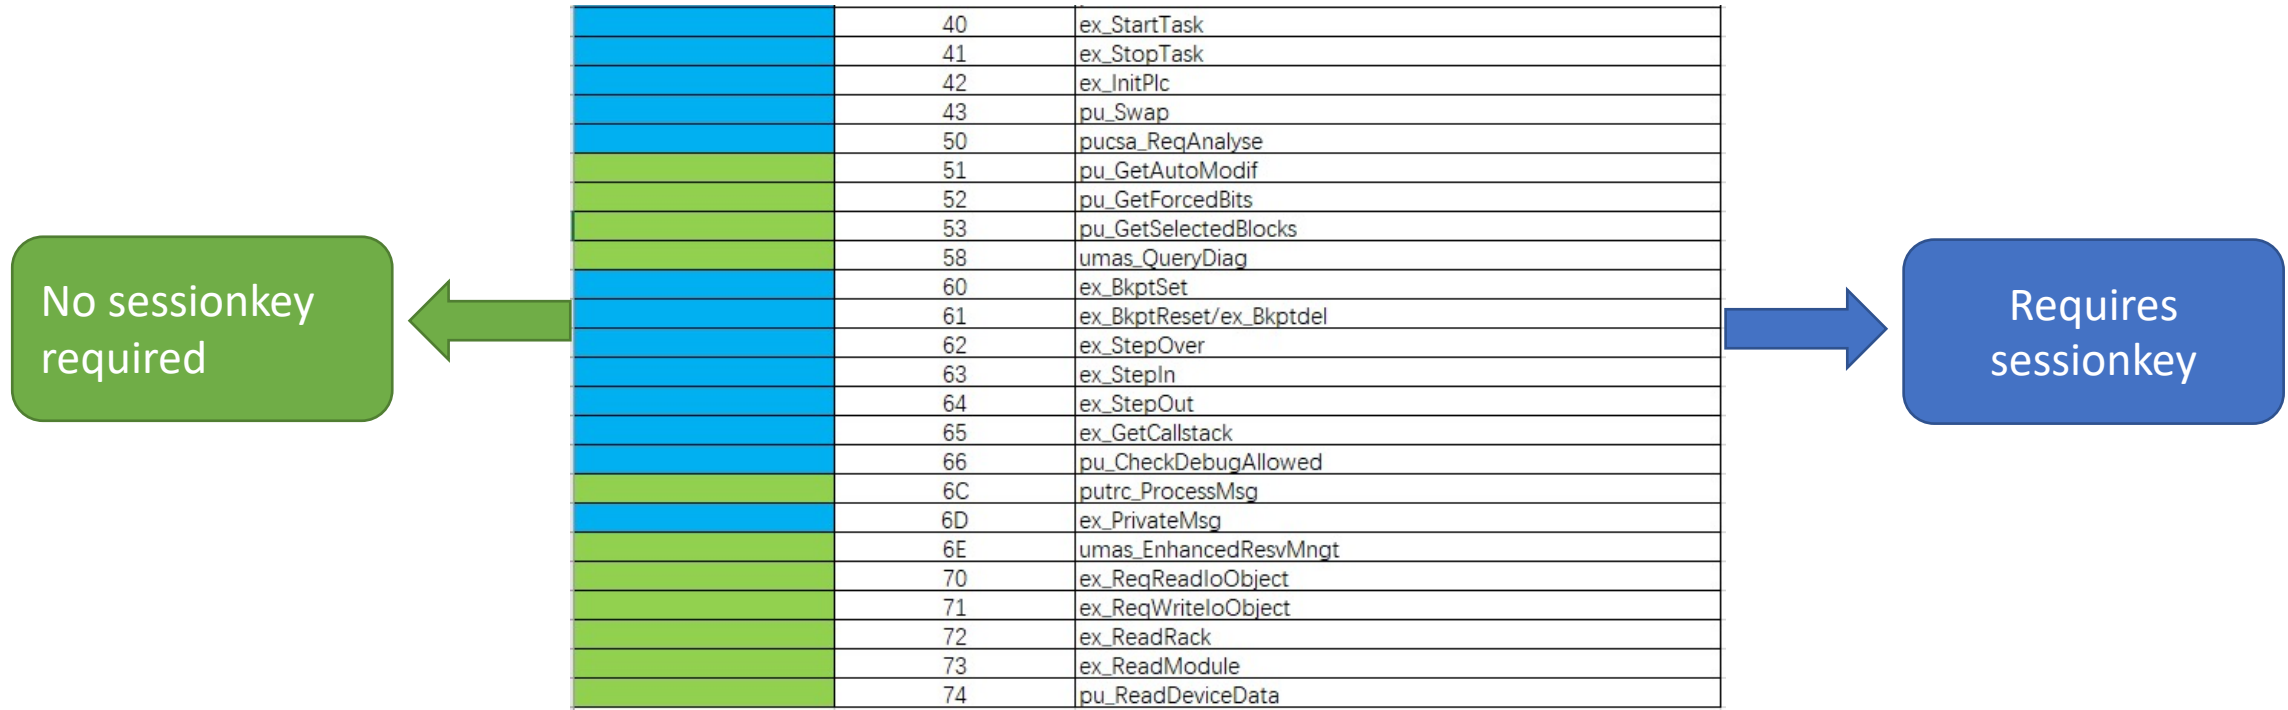 No sessionkey
required
40 ex_StartTask
41 ex_StopTask
42 ex_InitPlc
43 pu_Swap
50 pucsa_ReqAnalyse
51 pu_GetAutoModif
52 pu_GetForcedBits
53 pu_GetSelectedBlocks
58 umas_QueryDiag
60 ex_BkptSet
61 ex_BkptReset/ex_Bkptdel
62 ex_StepOver
63 ex_StepIn
64 ex_StepOut
65 ex_GetCallstack
66 pu_CheckDebugAllowed
6C putrc_ProcessMsg
6D ex_PrivateMsg
6E umas_EnhancedResvMngt
70 ex_ReqReadIoObject
71 ex_ReqWriteIoObject
72 ex_ReadRack
73 ex_ReadModule
74 pu_ReadDeviceData
Requires
sessionkey